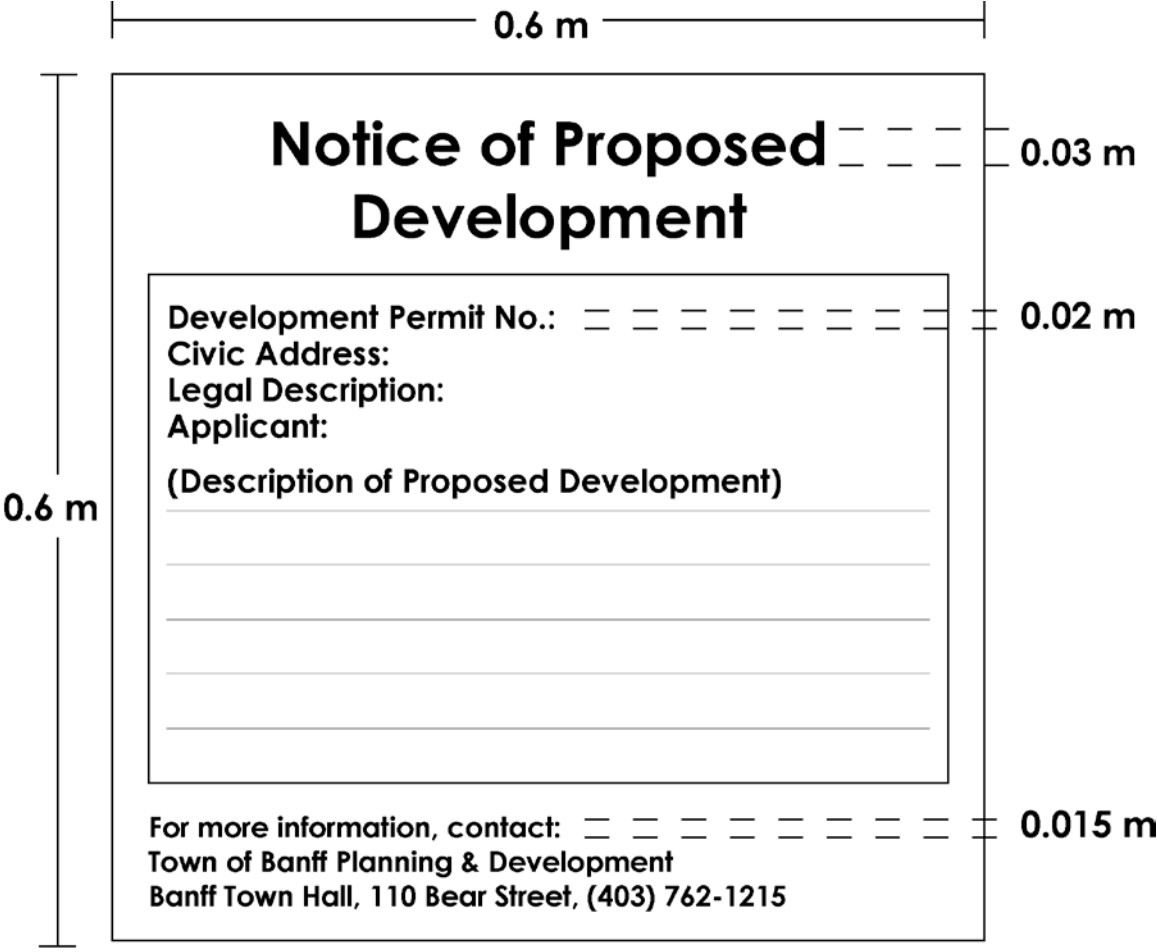 0.6 m
Notice of Proposed
Development
0.03 m
Development Permit No.:
0.02 m
Civic Address:
Legal Description:
Applicant:
(Description of Proposed Development)
0.6 m
For more information, contact:
0.015 m
Town of Banff Planning & Development
Banff Town Hall, 110 Bear Street, (403) 762-1215